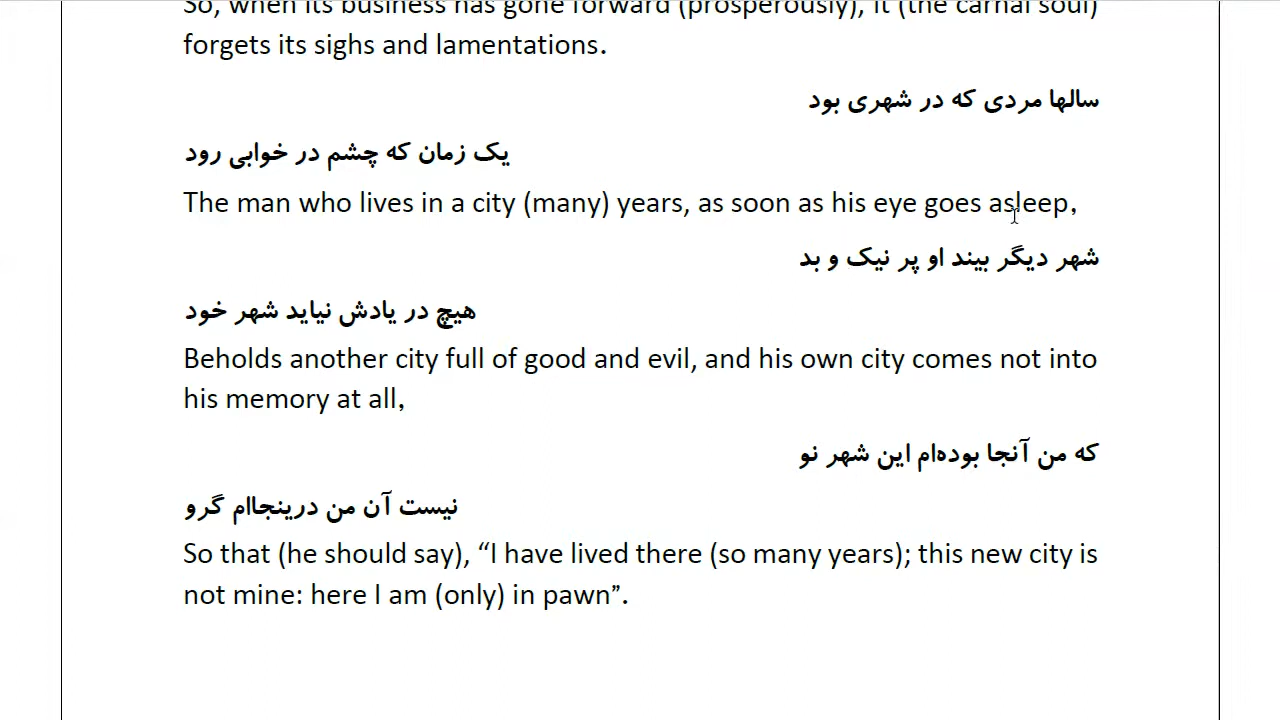 So, when its business has gone forward (prosperously), it (the carnal soul)
forgets its sighs and lamentations.
سالها مردی که در شهری بود
یک زمان که چشم در خوابی رود
The man who lives in a city (many) years, as soon as his eye goes asleep,
شهر دیگر بیند او پر نیک و بد
هیچ در یادش نیاید شهر خود
Beholds another city full of good and evil, and his own city comes not into
his memory at all,
که من آنجا بوده‌ام این شهر نو
نیست آن من درینجاام گرو
So that (he should say), “I have lived there (so many years); this new city is
not mine: here I am (only) in pawn”.